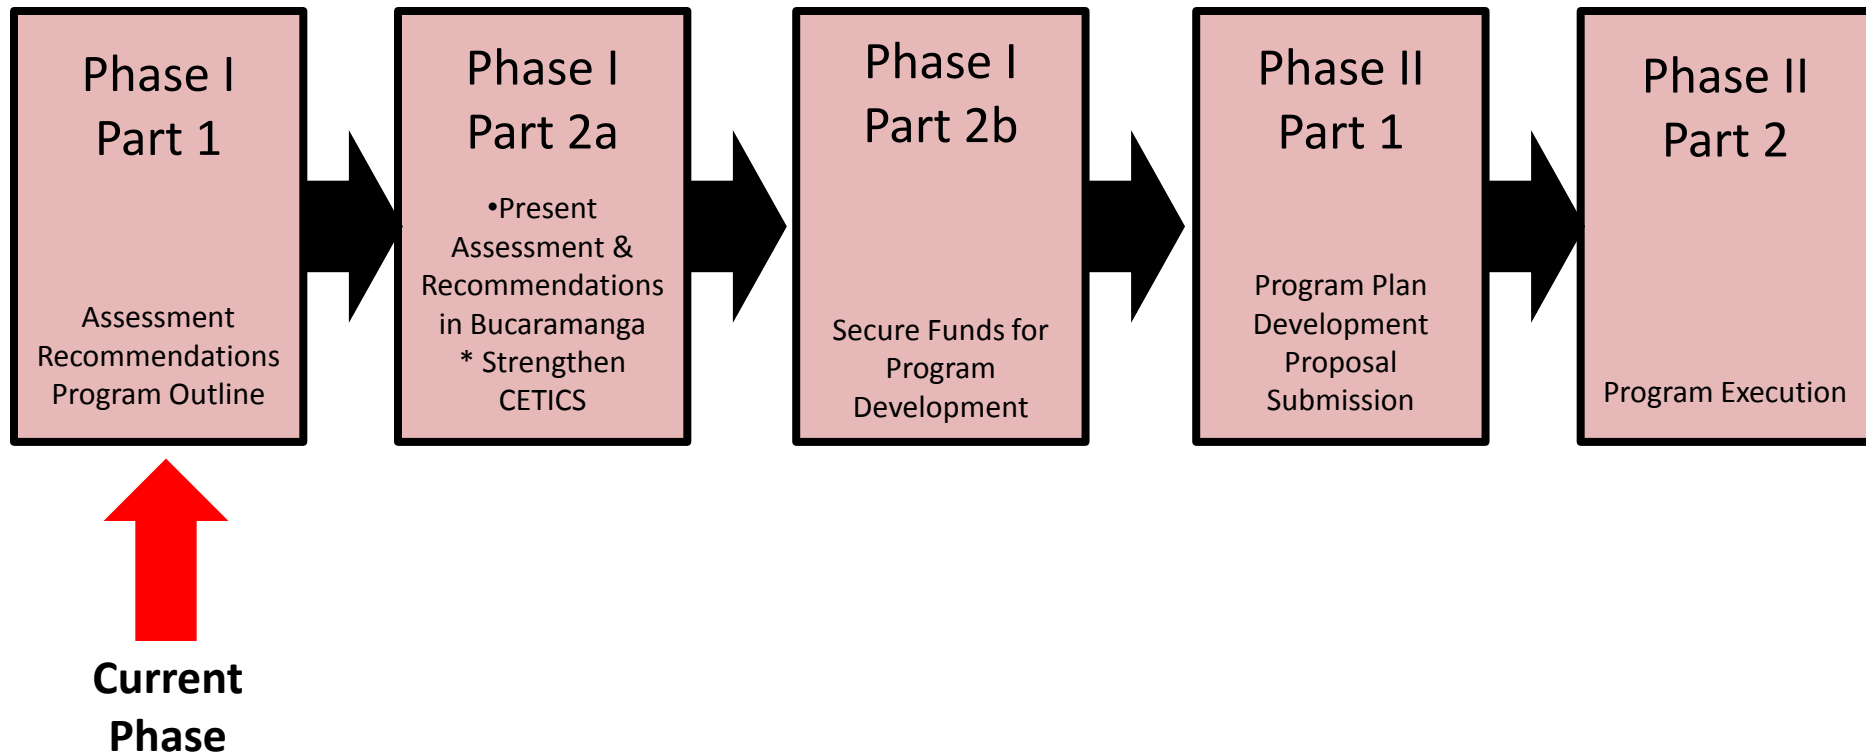 Phase I
Part 1
Assessment
Recommendations
Program Outline
Phase I
Part 2a
•Present
Assessment &
Recommendations
in Bucaramanga
* Strengthen
CETICS
Phase I
Part 2b
Secure Funds for
Program
Development
Phase II
Part 1
Program Plan
Development
Proposal
Submission
Phase II
Part 2
Program Execution
Current
Phase